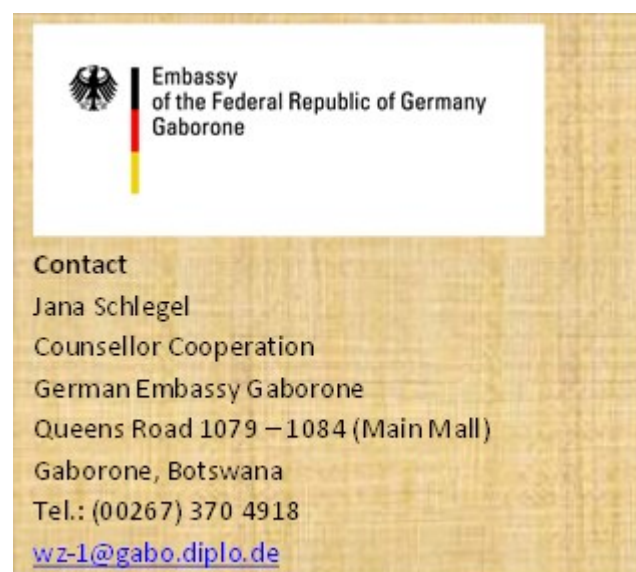 Embassy
of the Federal Republic of Germany
Gaborone
Contact
Jana Schlegel
Counsellor Cooperation
German Embassy Gaborone
Queens Road 1079 – 1084 (Main Mall)
Gaborone, Botswana
Tel.: (00267) 370 4918
wz-1@gabo.diplo.de